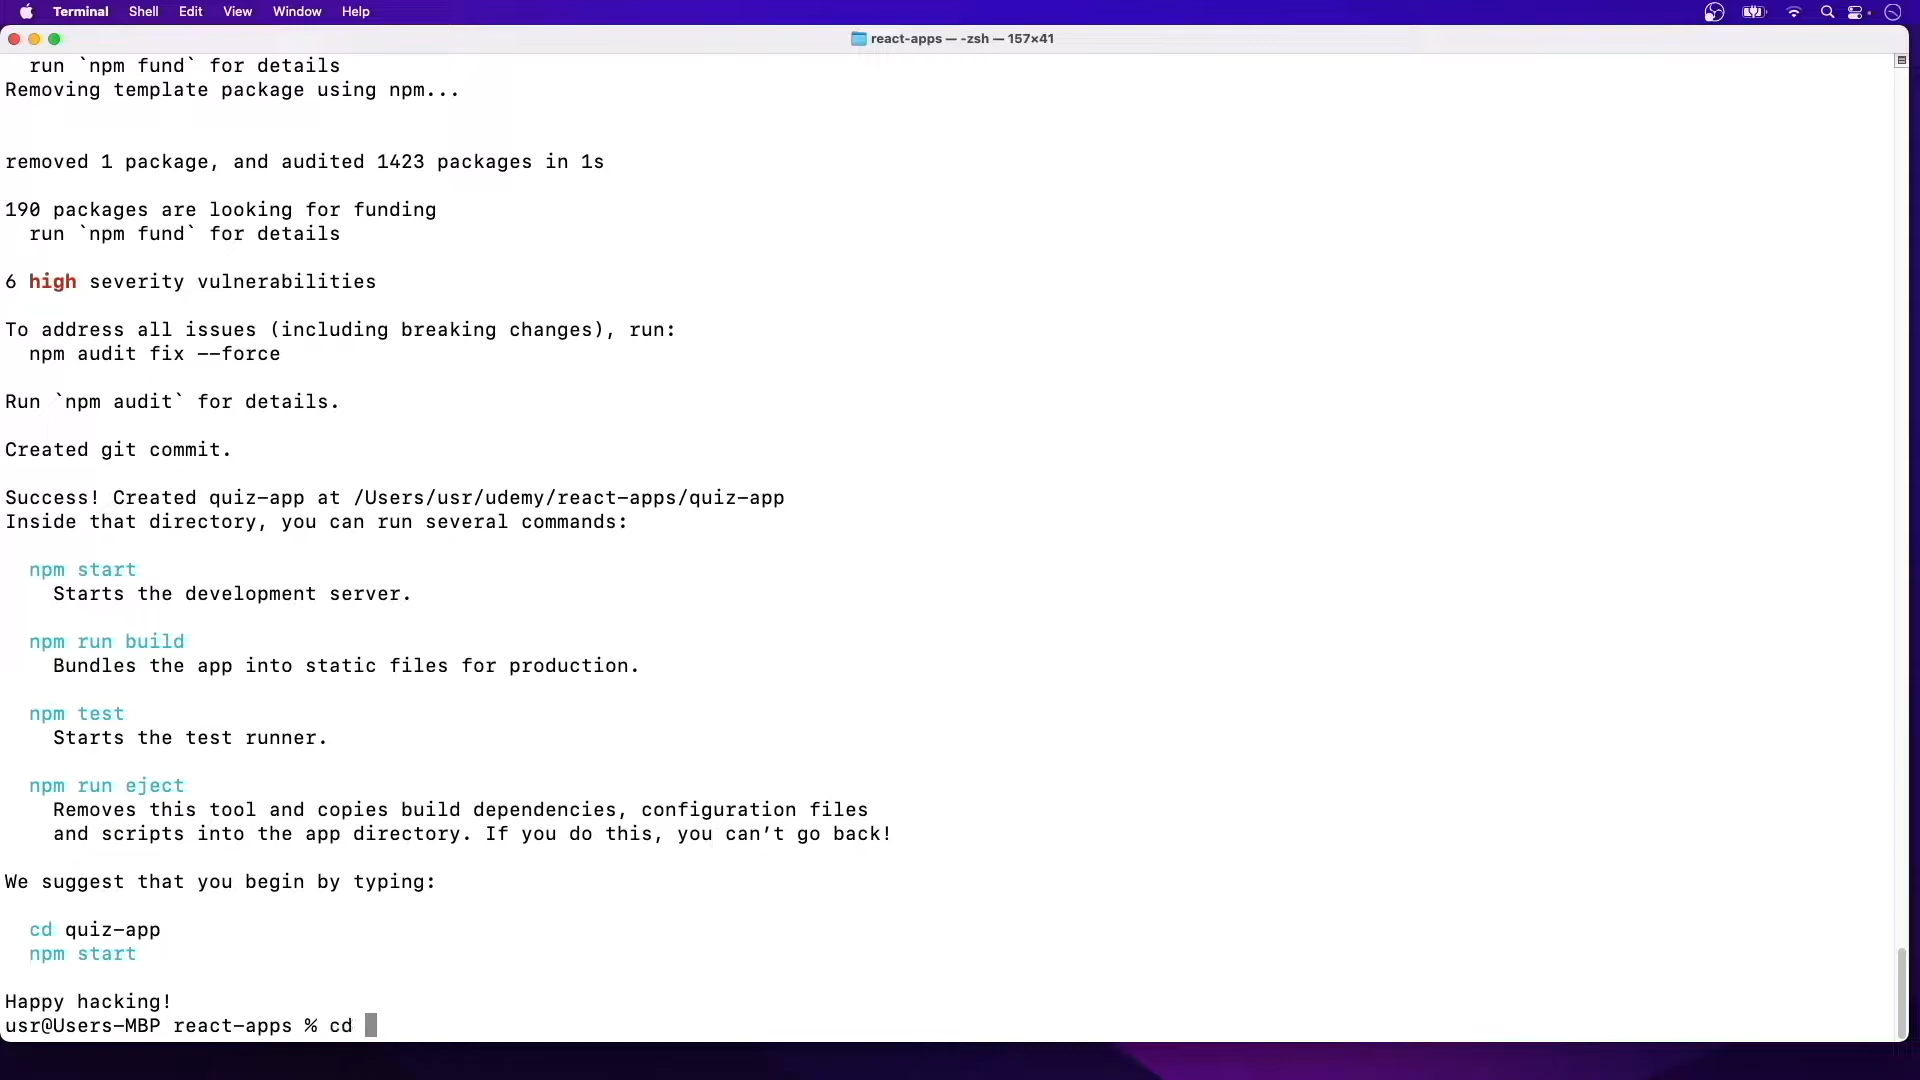 Terminal Shell Edit View Window Help
react-apps — -zsh — 157×41
run `npm fund` for details
Removing template package using npm...
removed 1 package, and audited 1423 packages in 1s
190 packages are looking for funding
run `npm fund` for details
6 high severity vulnerabilities
To address all issues (including breaking changes), run:
npm audit fix --force
Run `npm audit` for details.
Created git commit.
Success! Created quiz-app at /Users/usr/udemy/react-apps/quiz-app
Inside that directory, you can run several commands:
npm start
Starts the development server.
npm run build
Bundles the app into static files for production.
npm test
Starts the test runner.
npm run eject
Removes this tool and copies build dependencies, configuration files
and scripts into the app directory. If you do this, you can’t go back!
We suggest that you begin by typing:
cd quiz-app
npm start
Happy hacking!
usr@Users-MBP react-apps % cd